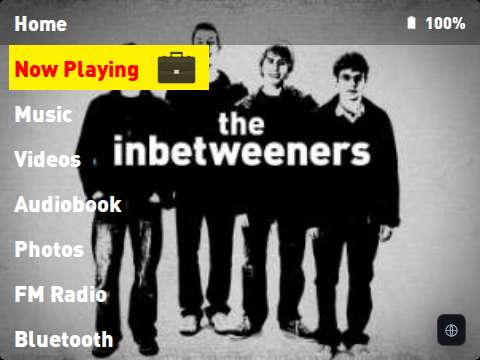 Home
100%
Now Playing
Music
the
inbetweeners
Videos
Audiobook
Photos
FM Radio
Bluetooth